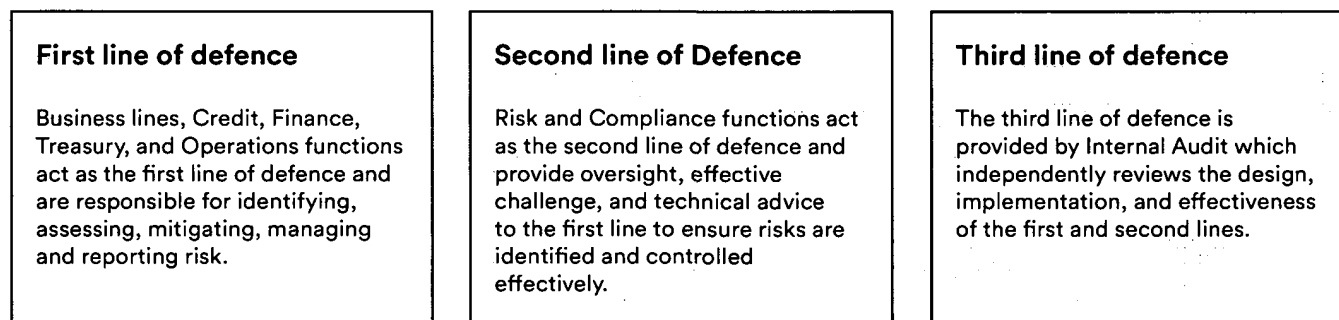 First line of defence
Business lines, Credit, Finance,
Treasury, and Operations functions
act as the first line of defence and
are responsible for identifying,
assessing, mitigating, managing
and reporting risk.
Second line of Defence
Risk and Compliance functions act
as the second line of defence and
provide oversight, effective
challenge, and technical advice
to the first line to ensure risks are
identified and controlled
effectively.
Third line of defence
The third line of defence is
provided by Internal Audit which
independently reviews the design,
implementation, and effectiveness
of the first and second lines.